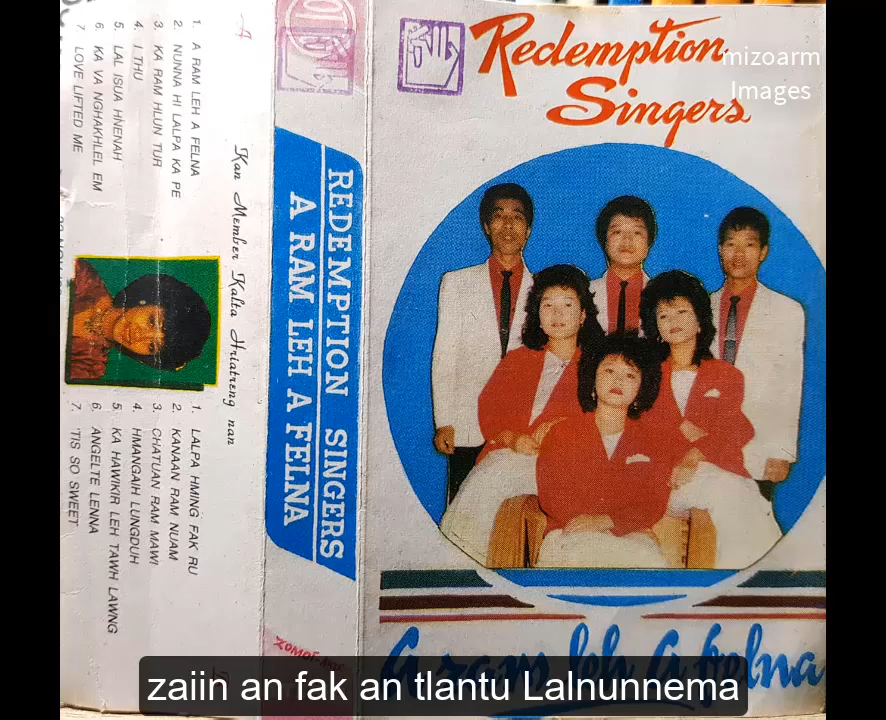 Redemption
Singers
mizoarm
Images
A
1. A RAM LEH A FELNA
2. NUNNA HI LALPA KA PE
3. KA RAM HLUN TUR
4. I THU
5. LAL ISUA HNENAH
6. KA VA NGHAKHLEL EM
7 LOVE LIFTED ME
Kan Member Kalta Hriatreng nan
1. LALPA HMING FAK RU
2. KANAAN RAM NUAM
3. CHATUAN RAM MAWI
4. HMANGAIH LUNGDUH
5. KA HAWIKIR LEH TAWH LAWNG
6. ANGELTE LENNA
7. 'TIS SO SWEET
REDEMPTION SINGERS
A RAM LEH A FELNA
A ram leh A felna
zaiin an fak an tlantu Lalnunnema